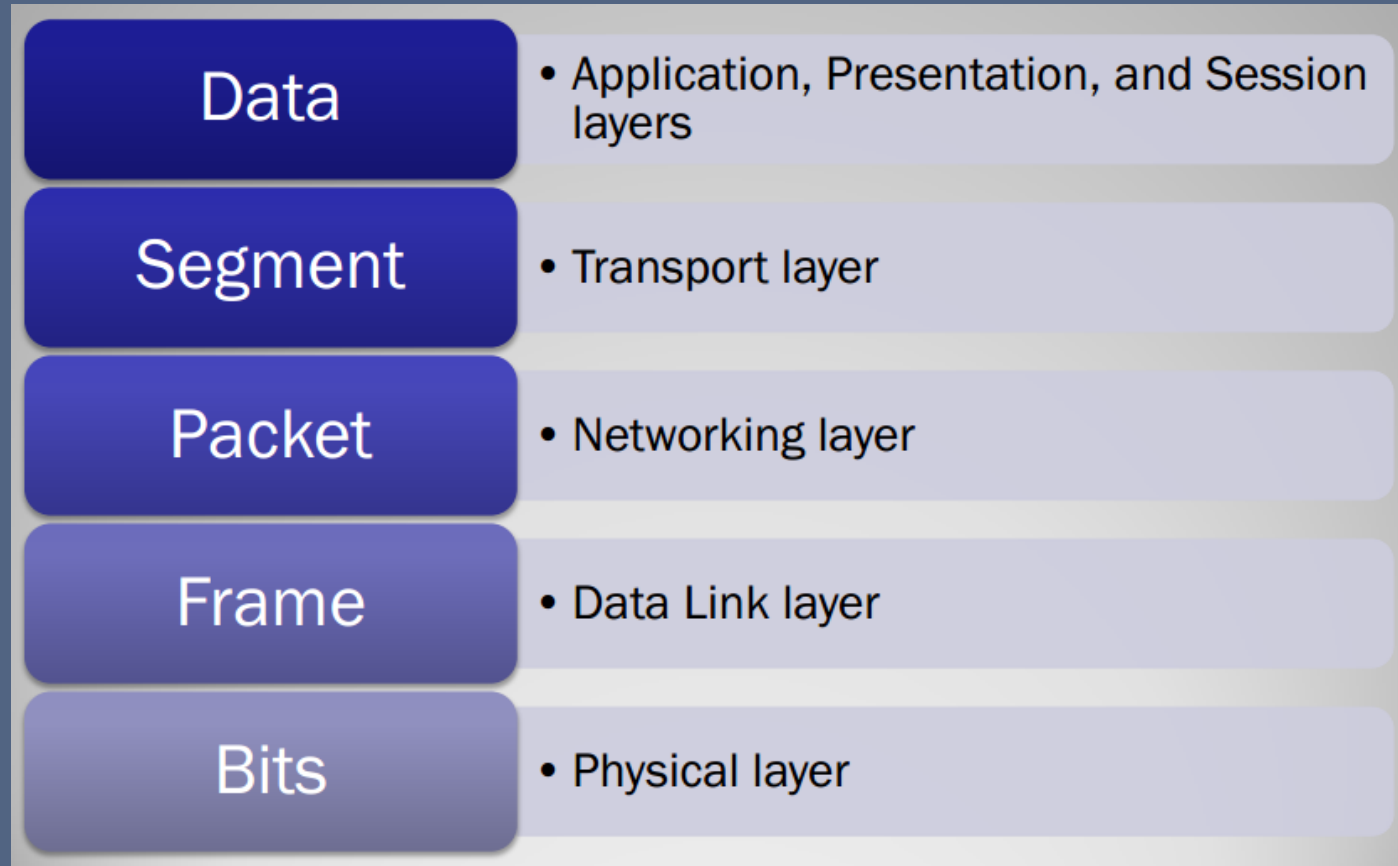 Data
• Application, Presentation, and Session
layers
Segment
• Transport layer
Packet
• Networking layer
Frame
• Data Link layer
Bits
• Physical layer